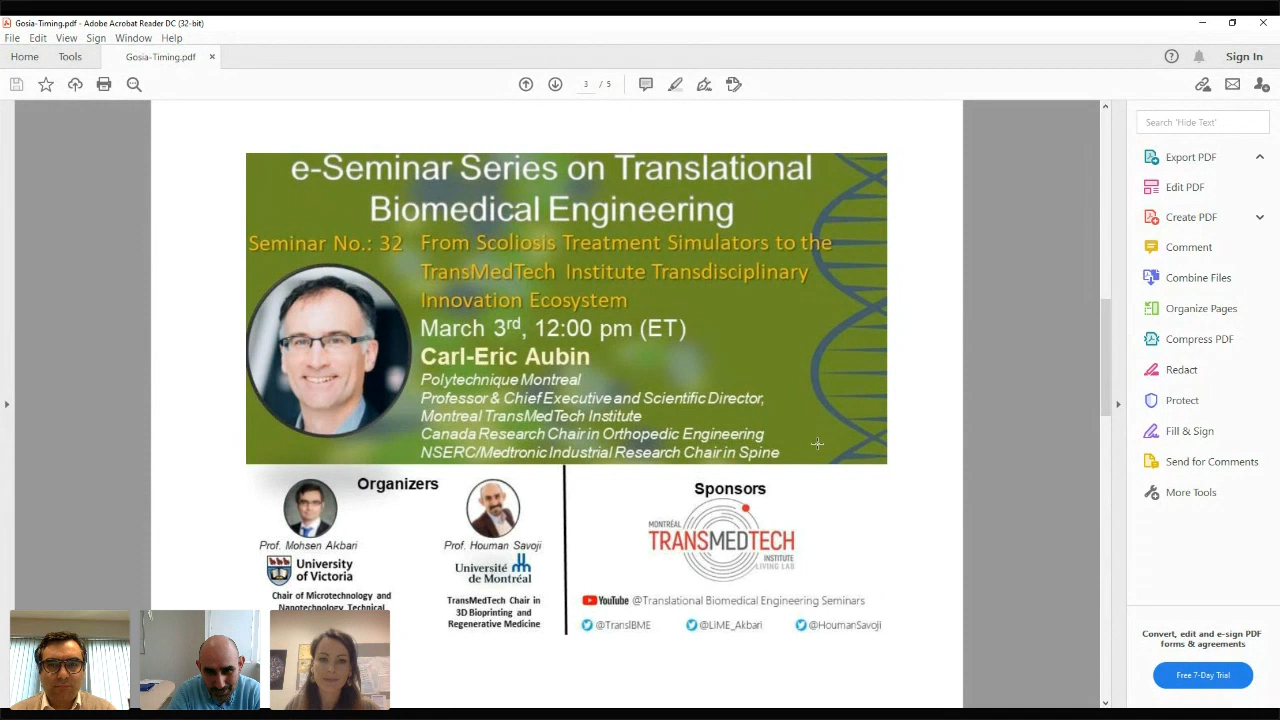 Gosia-Timing.pdf - Adobe Acrobat Reader DC (32-bit)
File Edit View Sign Window Help
Home Tools Gosia-Timing.pdf Sign In
3 / 5
Search 'Hide Text'
Export PDF
Edit PDF
Create PDF
Comment
Combine Files
Organize Pages
Compress PDF
Redact
Protect
Fill & Sign
Send for Comments
More Tools
Convert, edit and e-sign PDF
forms & agreements
Free 7-Day Trial
e-Seminar Series on Translational
Biomedical Engineering
Seminar No.: 32 From Scoliosis Treatment Simulators to the
TransMedTech Institute Transdisciplinary
Innovation Ecosystem
March 3rd, 12:00 pm (ET)
Carl-Eric Aubin
Polytechnique Montreal
Professor & Chief Executive and Scientific Director,
Montreal TransMedTech Institute
Canada Research Chair in Orthopedic Engineering
NSERC/Medtronic Industrial Research Chair in Spine
Organizers
Prof. Mohsen Akbari
University
of Victoria
Chair of Microtechnology and
Nanotechnology Technical
Prof. Houman Savoji
Université
de Montréal
TransMedTech Chair in
3D Bioprinting and
Regenerative Medicine
Sponsors
MONTRÉAL
TRANSMEDTECH
INSTITUTE
LIVING LAB
YouTube @Translational Biomedical Engineering Seminars
@TranslBME @LiME_Akbari @HoumanSavoji